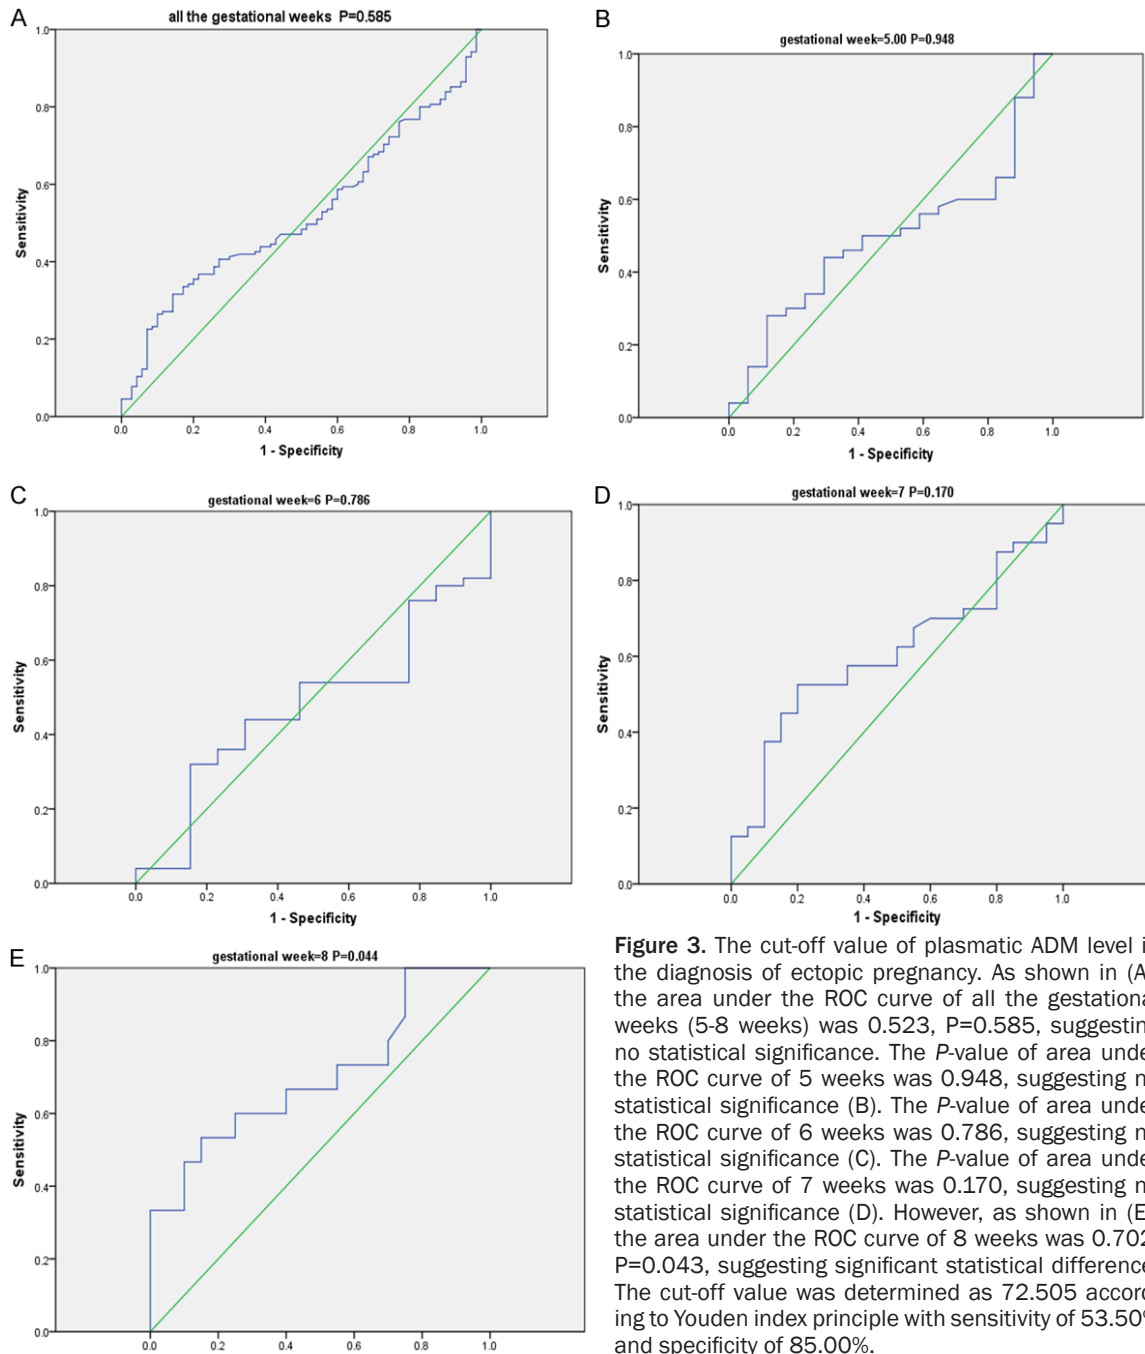 A
all the gestational weeks P=0.585
1.0
0.8
0.6
0.4
0.2
0.0
Sensitivity
0.0 0.2 0.4 0.6 0.8 1.0
1 - Specificity
B
gestational week=5.00 P=0.948
1.0
0.8
0.6
0.4
0.2
0.0
Sensitivity
0.0 0.2 0.4 0.6 0.8 1.0
1 - Specificity
C
gestational week=6 P=0.786
1.0
0.8
0.6
0.4
0.2
0.0
Sensitivity
0.0 0.2 0.4 0.6 0.8 1.0
1 - Specificity
D
gestational week=7 P=0.170
1.0
0.8
0.6
0.4
0.2
0.0
Sensitivity
0.0 0.2 0.4 0.6 0.8 1.0
1 - Specificity
E
gestational week=8 P=0.044
1.0
0.8
0.6
0.4
0.2
0.0
Sensitivity
0.0 0.2 0.4 0.6 0.8 1.0
Figure 3. The cut-off value of plasmatic ADM level i
the diagnosis of ectopic pregnancy. As shown in (A
the area under the ROC curve of all the gestationa
weeks (5-8 weeks) was 0.523, P=0.585, suggestin
no statistical significance. The P-value of area unde
the ROC curve of 5 weeks was 0.948, suggesting n
statistical significance (B). The P-value of area unde
the ROC curve of 6 weeks was 0.786, suggesting n
statistical significance (C). The P-value of area unde
the ROC curve of 7 weeks was 0.170, suggesting n
statistical significance (D). However, as shown in (E
the area under the ROC curve of 8 weeks was 0.702
P=0.043, suggesting significant statistical difference
The cut-off value was determined as 72.505 accord
ing to Youden index principle with sensitivity of 53.50%
and specificity of 85.00%.